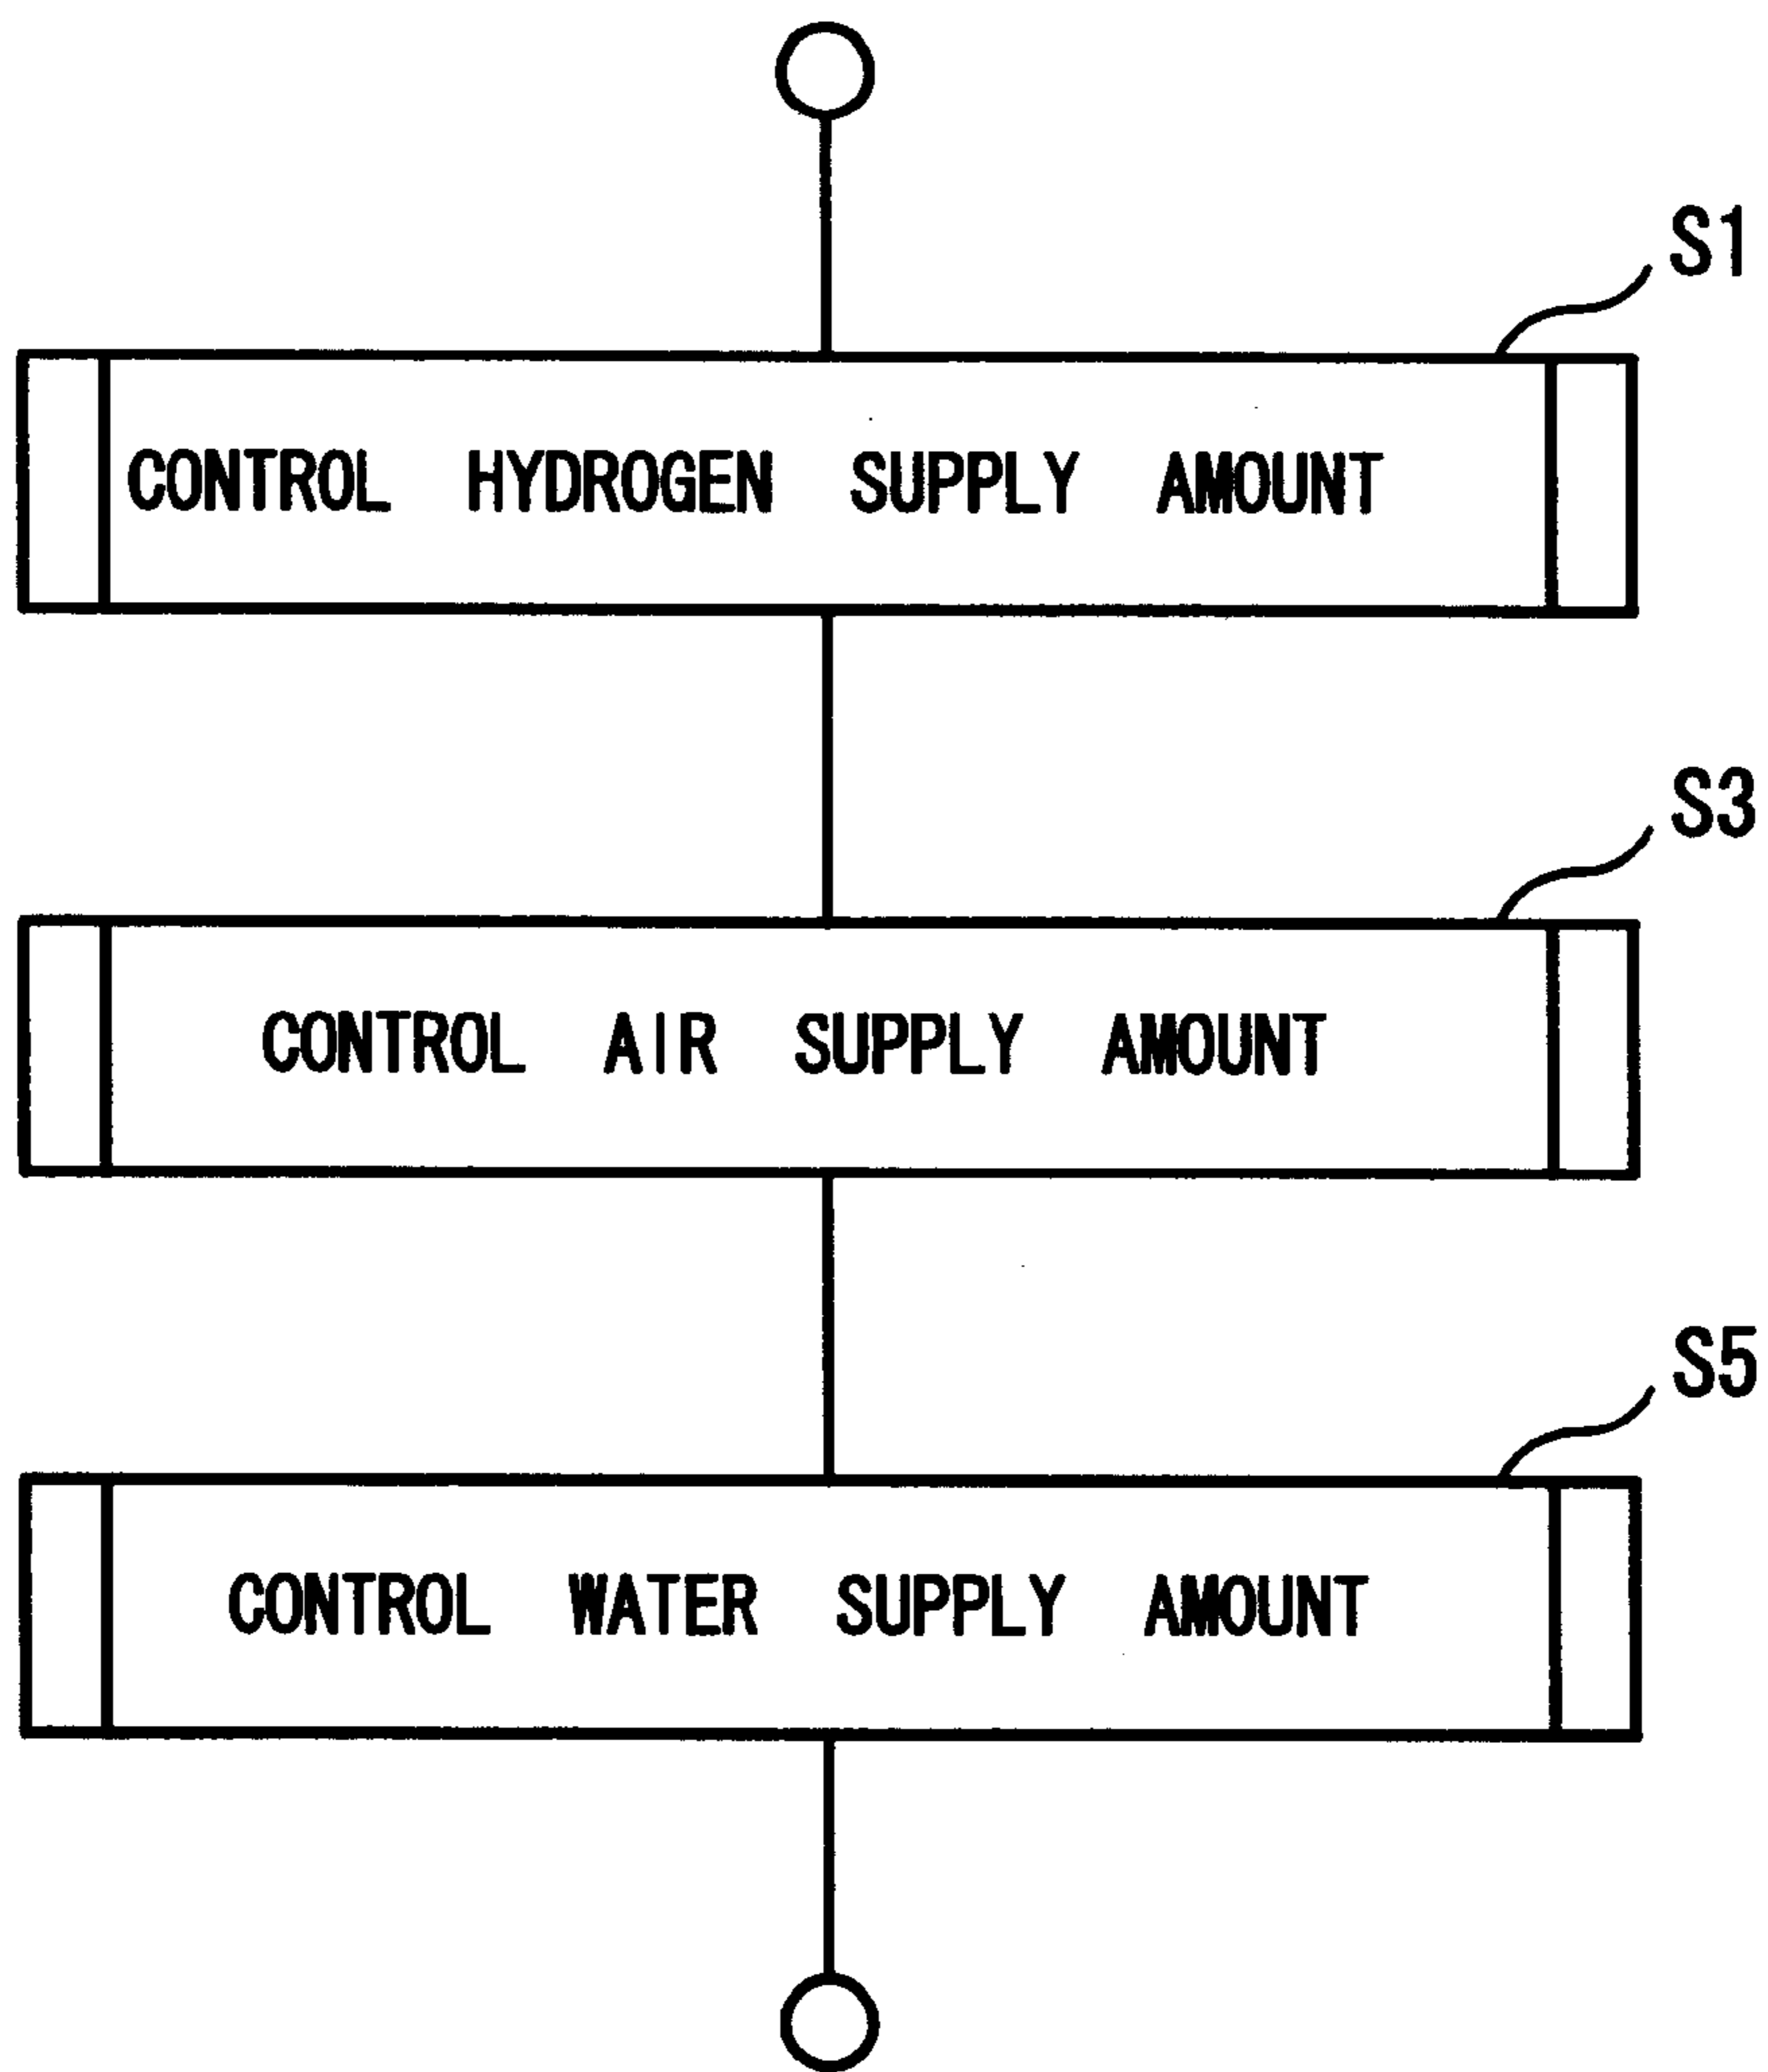 S1
CONTROL HYDROGEN SUPPLY AMOUNT
S3
CONTROL AIR SUPPLY AMOUNT
S5
CONTROL WATER SUPPLY AMOUNT